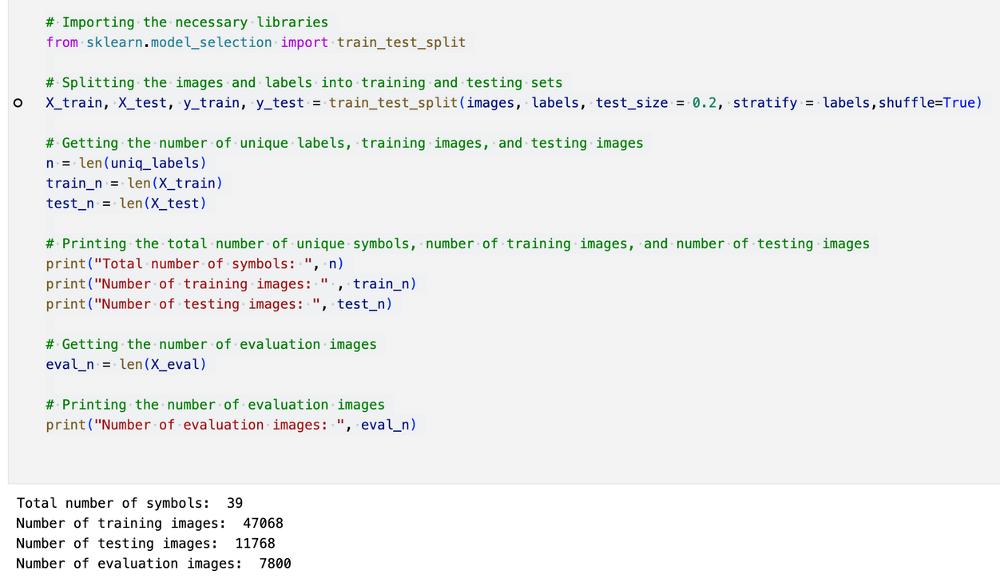 # Importing the necessary libraries
from sklearn.model_selection import train_test_split
# Splitting the images and labels into training and testing sets
X_train, X_test, y_train, y_test = train_test_split(images, labels, test_size = 0.2, stratify = labels,shuffle=True)
# Getting the number of unique labels, training images, and testing images
n = len(uniq_labels)
train_n = len(X_train)
test_n = len(X_test)
# Printing the total number of unique symbols, number of training images, and number of testing images
print("Total number of symbols: ", n)
print("Number of training images: " , train_n)
print("Number of testing images: ", test_n)
# Getting the number of evaluation images
eval_n = len(X_eval)
# Printing the number of evaluation images
print("Number of evaluation images: ", eval_n)
Total number of symbols:  39
Number of training images:  47068
Number of testing images:  11768
Number of evaluation images:  7800